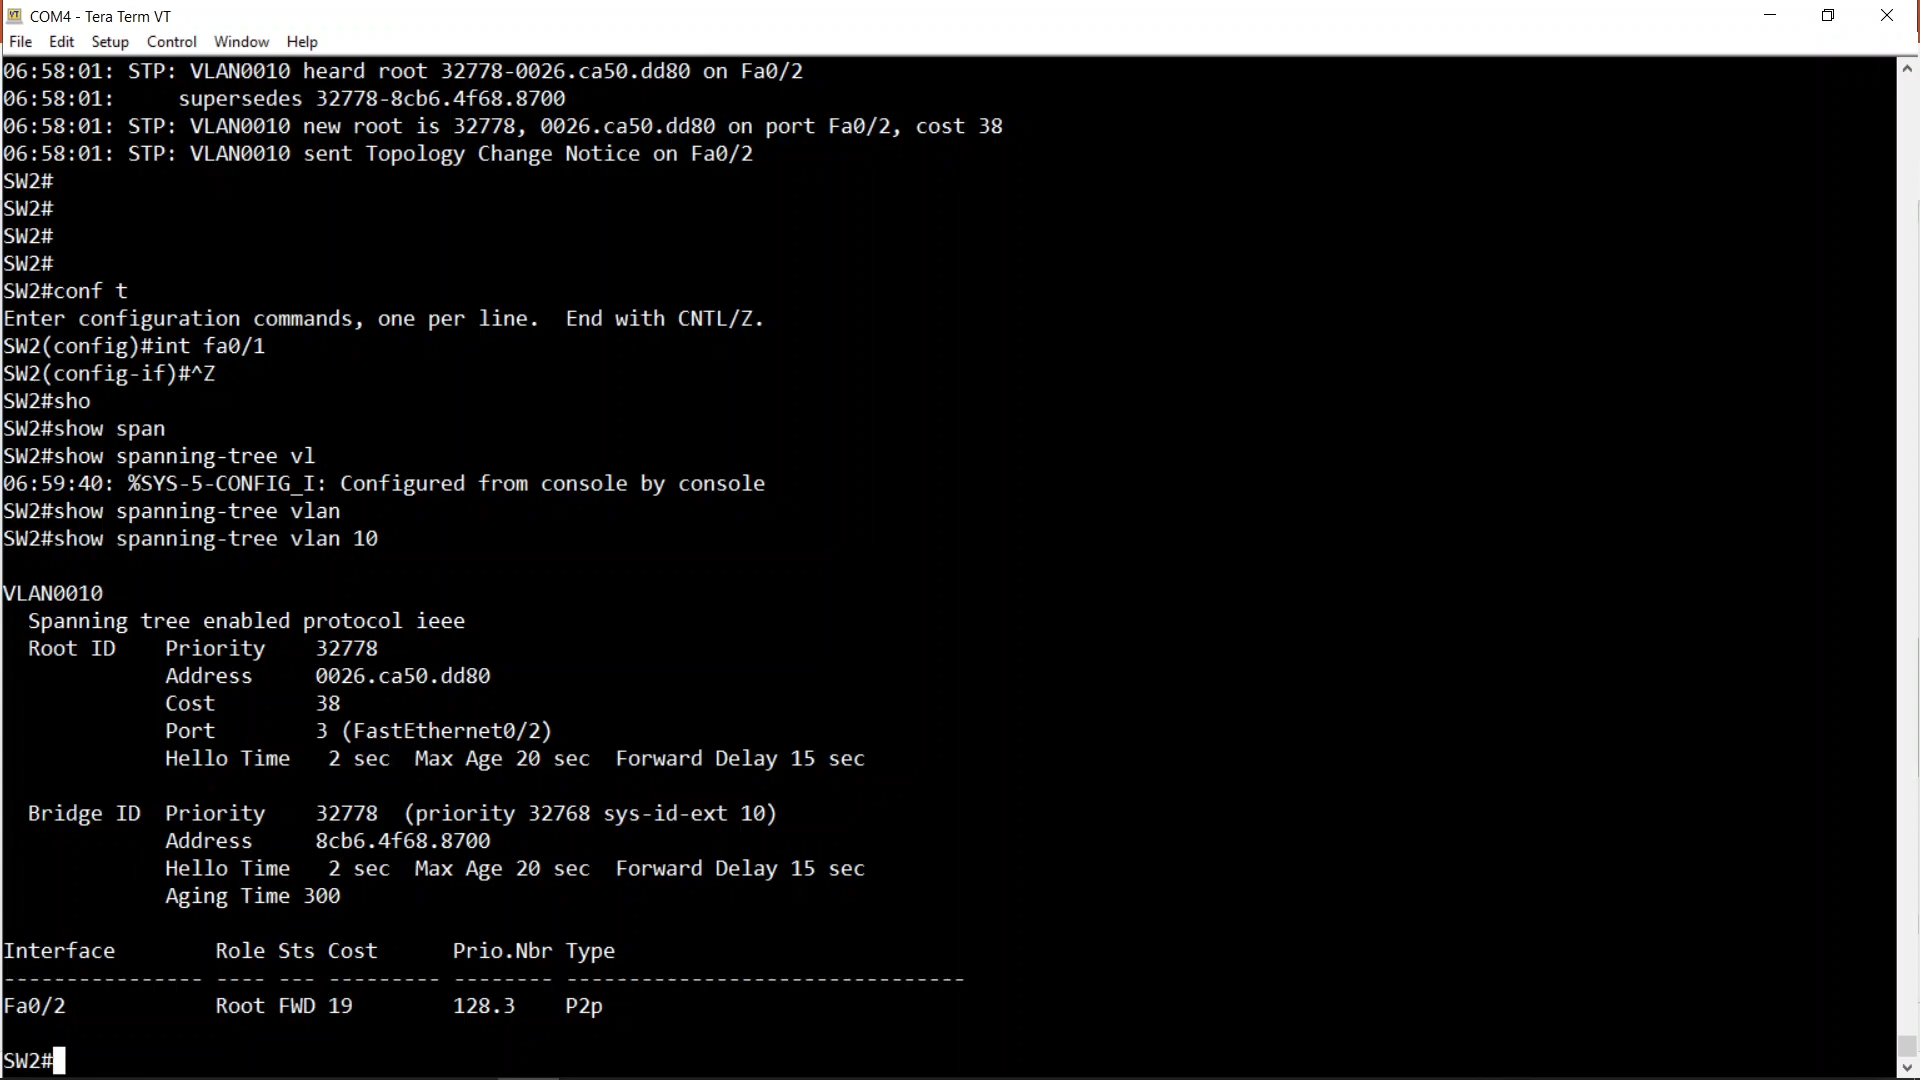 COM4 - Tera Term VT
File Edit Setup Control Window Help
06:58:01: STP: VLAN0010 heard root 32778-0026.ca50.dd80 on Fa0/2
06:58:01:     supersedes 32778-8cb6.4f68.8700
06:58:01: STP: VLAN0010 new root is 32778, 0026.ca50.dd80 on port Fa0/2, cost 38
06:58:01: STP: VLAN0010 sent Topology Change Notice on Fa0/2
SW2#
SW2#
SW2#
SW2#
SW2#conf t
Enter configuration commands, one per line.  End with CNTL/Z.
SW2(config)#int fa0/1
SW2(config-if)#^Z
SW2#sho
SW2#show span
SW2#show spanning-tree vl
06:59:40: %SYS-5-CONFIG_I: Configured from console by console
SW2#show spanning-tree vlan
SW2#show spanning-tree vlan 10
VLAN0010
  Spanning tree enabled protocol ieee
  Root ID    Priority    32778
             Address     0026.ca50.dd80
             Cost        38
             Port        3 (FastEthernet0/2)
             Hello Time   2 sec  Max Age 20 sec  Forward Delay 15 sec
  Bridge ID  Priority    32778  (priority 32768 sys-id-ext 10)
             Address     8cb6.4f68.8700
             Hello Time   2 sec  Max Age 20 sec  Forward Delay 15 sec
             Aging Time 300
Interface        Role Sts Cost      Prio.Nbr Type
---------------- ---- --- --------- -------- --------------------------------
Fa0/2            Root FWD 19        128.3    P2p
SW2#